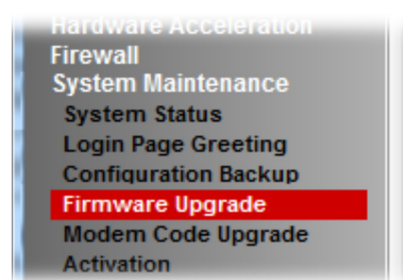 Hardware Acceleration
Firewall
System Maintenance
System Status
Login Page Greeting
Configuration Backup
Firmware Upgrade
Modem Code Upgrade
Activation